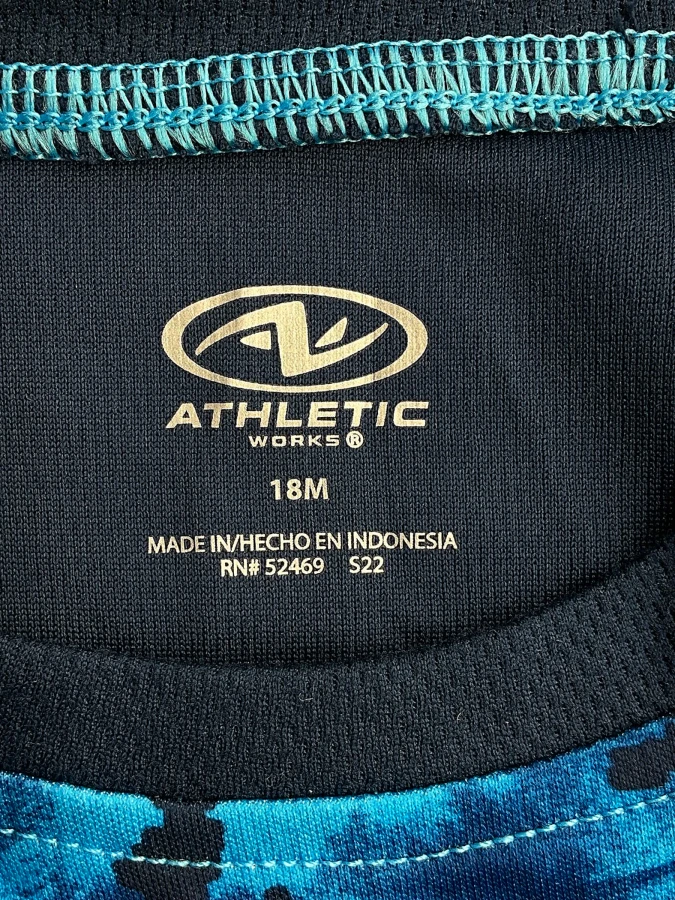 ATHLETIC
WORKS®
18M
MADE IN/HECHO EN INDONESIA
RN# 52469 S22